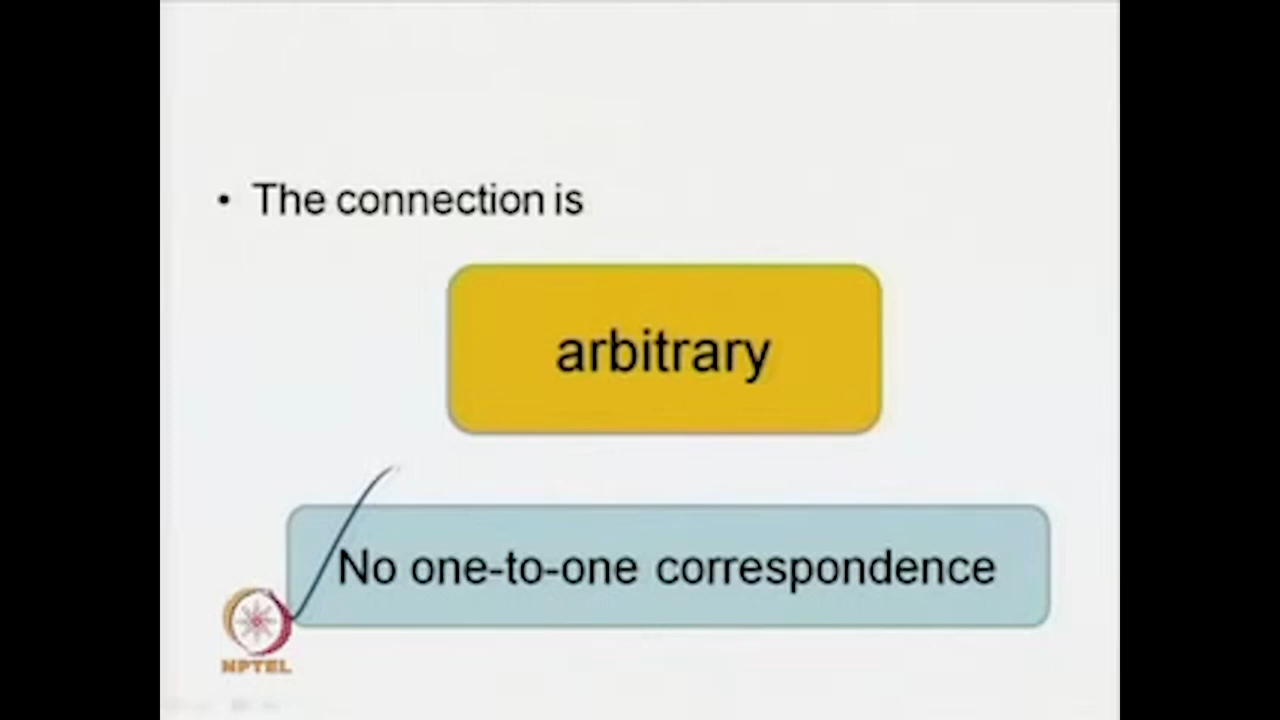 • The connection is
arbitrary
No one-to-one correspondence
NPTEL